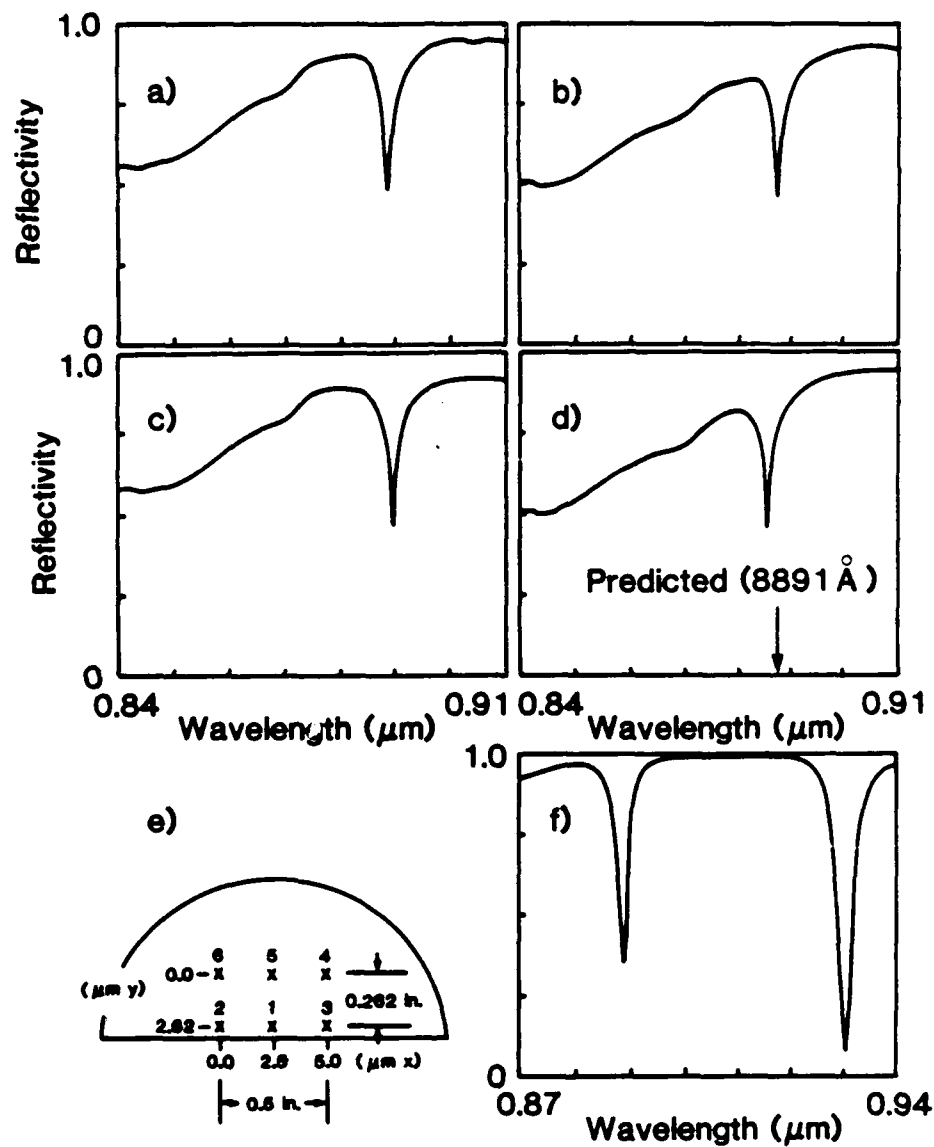 1.0
a)
b)
Reflectivity
0
1.0
c)
d)
Reflectivity
Predicted (8891 Å)
0
0.84
0.91
0.84
0.91
Wavelength (μm)
Wavelength (μm)
e)
6 5 4
0.0 - x x x
(μm y)
0.262 in.
2 1 3
2.62 - x x x
0.0 2.5 5.0 (μm x)
0.5 in.
1.0
f)
0
0.87
0.94
Wavelength (μm)